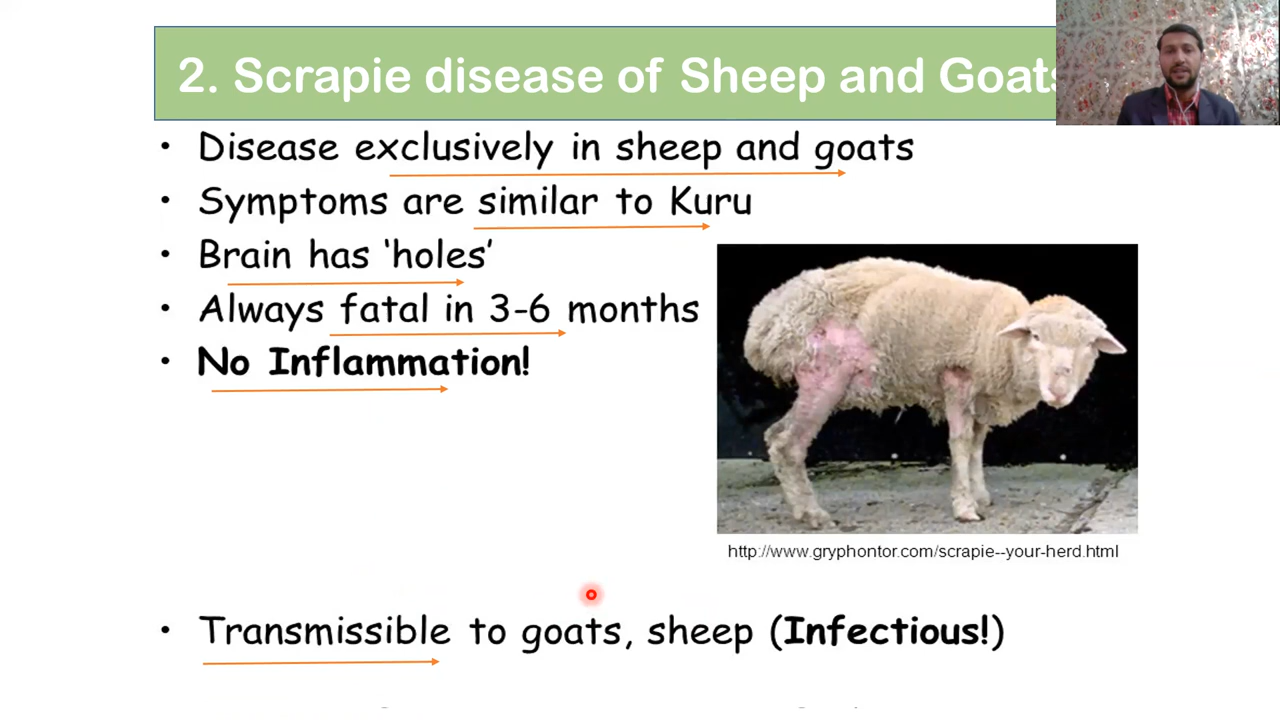 2. Scrapie disease of Sheep and Goats
• Disease exclusively in sheep and goats
• Symptoms are similar to Kuru
• Brain has ‘holes’
• Always fatal in 3-6 months
• No Inflammation!
http://www.gryphontor.com/scrapie--your-herd.html
• Transmissible to goats, sheep (Infectious!)